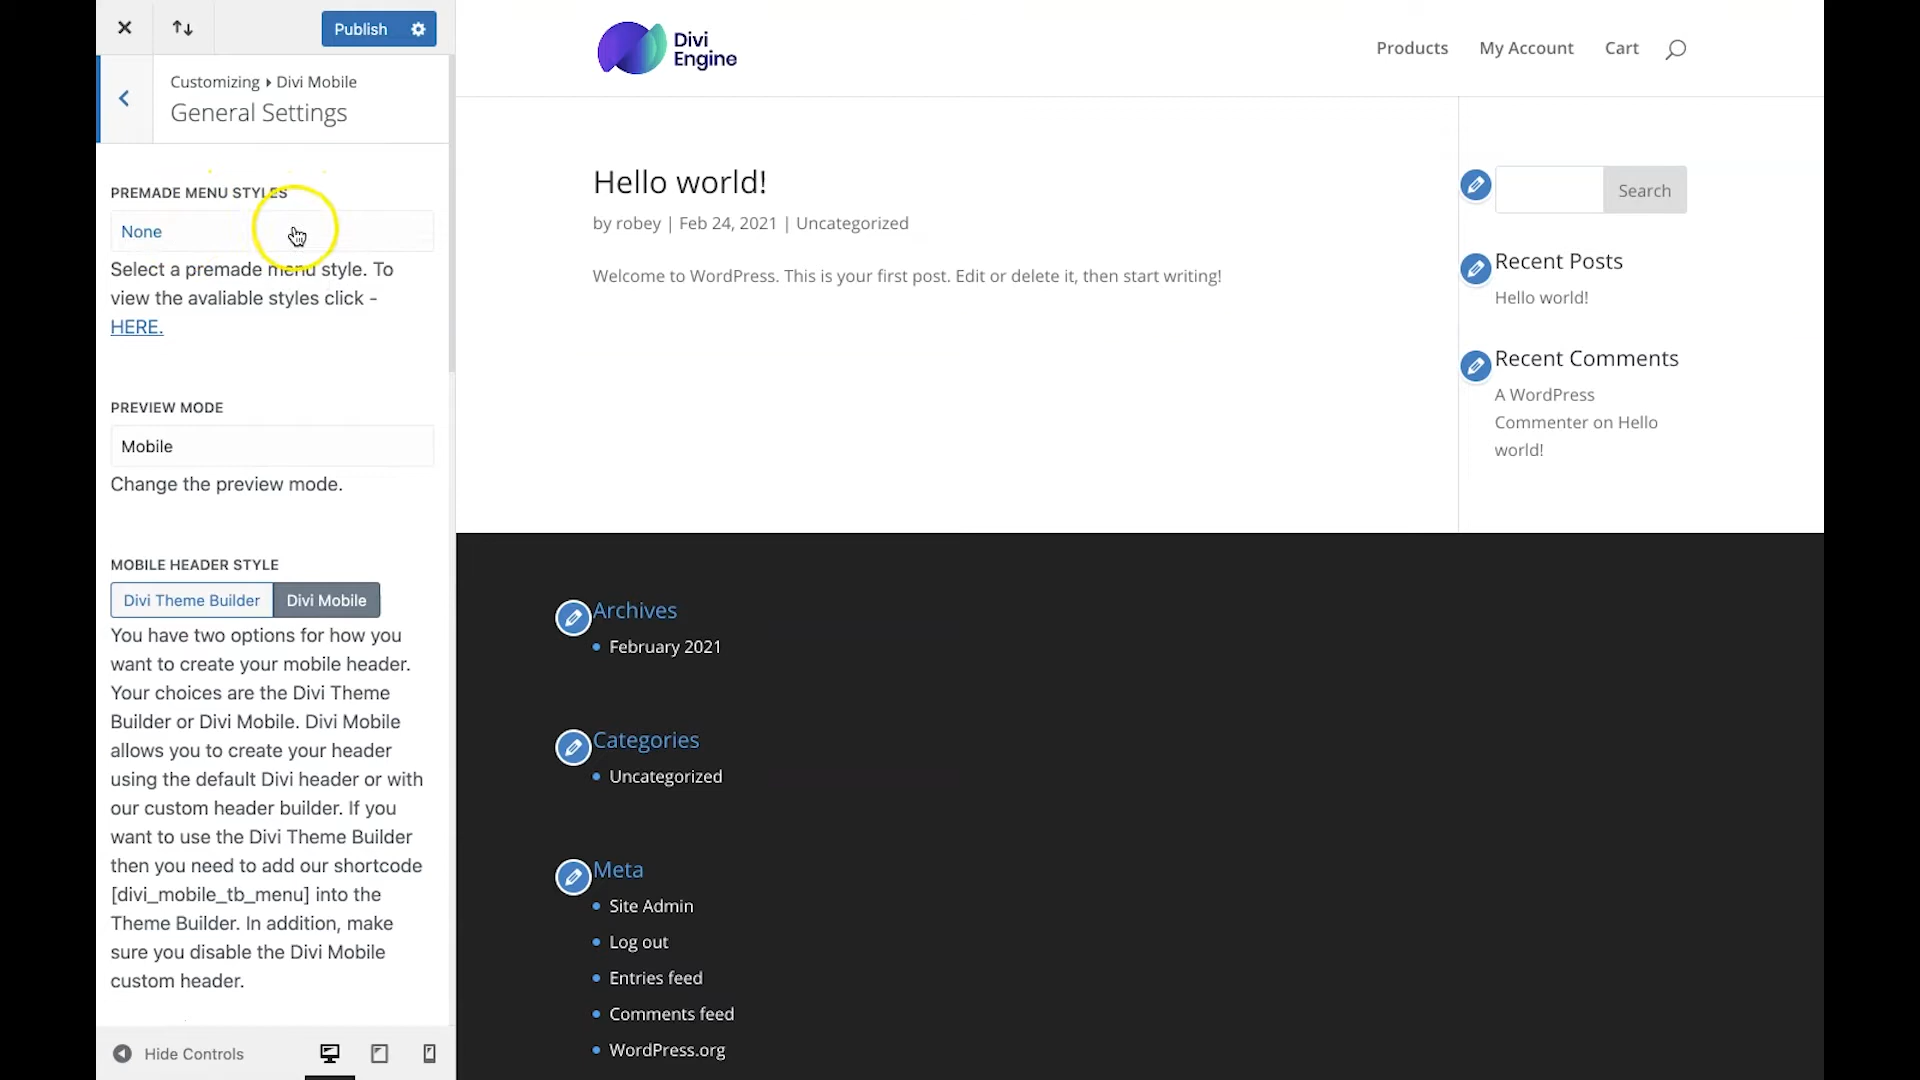 Publish
Customizing ▸ Divi Mobile
General Settings
PREMADE MENU STYLES
None
Select a premade menu style. To
view the avaliable styles click -
HERE.
PREVIEW MODE
Mobile
Change the preview mode.
MOBILE HEADER STYLE
Divi Theme Builder
Divi Mobile
You have two options for how you
want to create your mobile header.
Your choices are the Divi Theme
Builder or Divi Mobile. Divi Mobile
allows you to create your header
using the default Divi header or with
our custom header builder. If you
want to use the Divi Theme Builder
then you need to add our shortcode
[divi_mobile_tb_menu] into the
Theme Builder. In addition, make
sure you disable the Divi Mobile
custom header.
Hide Controls
Divi
Engine
Products
My Account
Cart
Hello world!
by robey | Feb 24, 2021 | Uncategorized
Welcome to WordPress. This is your first post. Edit or delete it, then start writing!
Search
Recent Posts
Hello world!
Recent Comments
A WordPress
Commenter on Hello
world!
Archives
February 2021
Categories
Uncategorized
Meta
Site Admin
Log out
Entries feed
Comments feed
WordPress.org